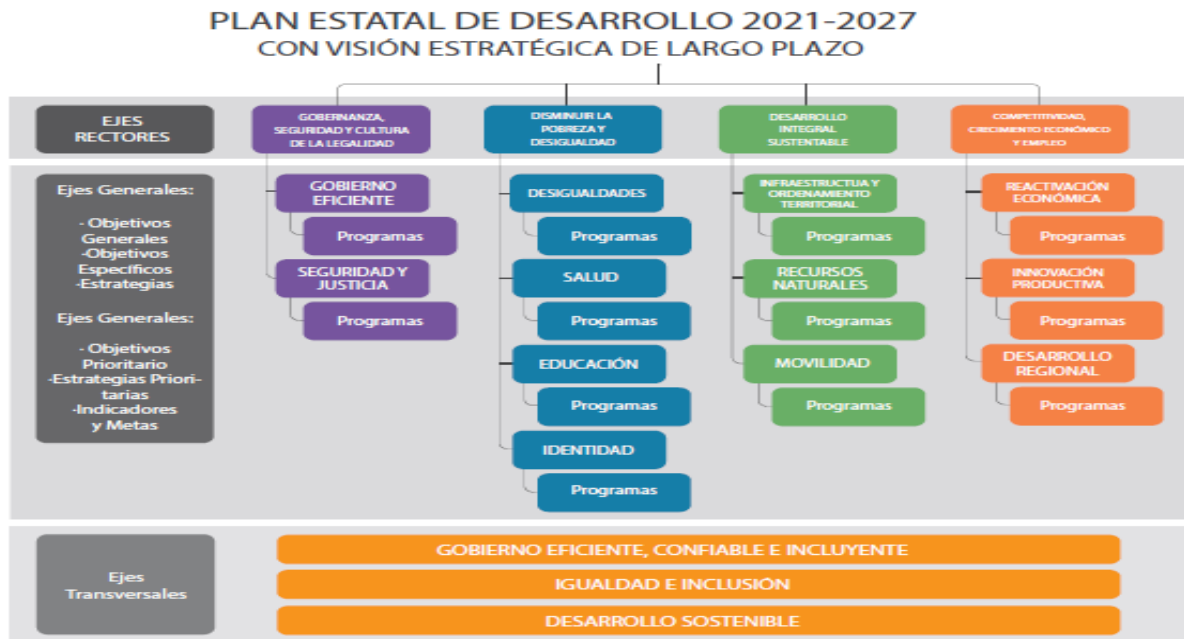 PLAN ESTATAL DE DESARROLLO 2021-2027
CON VISIÓN ESTRATÉGICA DE LARGO PLAZO
EJES
RECTORES
GOBERNANZA,
SEGURIDAD Y CULTURA
DE LA LEGALIDAD
DISMINUIR LA
POBREZA Y
DESIGUALDAD
DESARROLLO
INTEGRAL
SUSTENTABLE
COMPETITIVIDAD,
CRECIMIENTO ECONÓMICO
Y EMPLEO
Ejes Generales:
- Objetivos
Generales
-Objetivos
Específicos
-Estrategias
Ejes Generales:
- Objetivos
Prioritario
-Estrategias Priori-
tarias
-Indicadores
y Metas
GOBIERNO
EFICIENTE
Programas
SEGURIDAD Y
JUSTICIA
Programas
DESIGUALDADES
Programas
SALUD
Programas
EDUCACIÓN
Programas
IDENTIDAD
Programas
INFRAESTRUCTUA Y
ORDENAMIENTO
TERRITORIAL
Programas
RECURSOS
NATURALES
Programas
MOVILIDAD
Programas
REACTIVACIÓN
ECONÓMICA
Programas
INNOVACIÓN
PRODUCTIVA
Programas
DESARROLLO
REGIONAL
Programas
Ejes
Transversales
GOBIERNO EFICIENTE, CONFIABLE E INCLUYENTE
IGUALDAD E INCLUSIÓN
DESARROLLO SOSTENIBLE